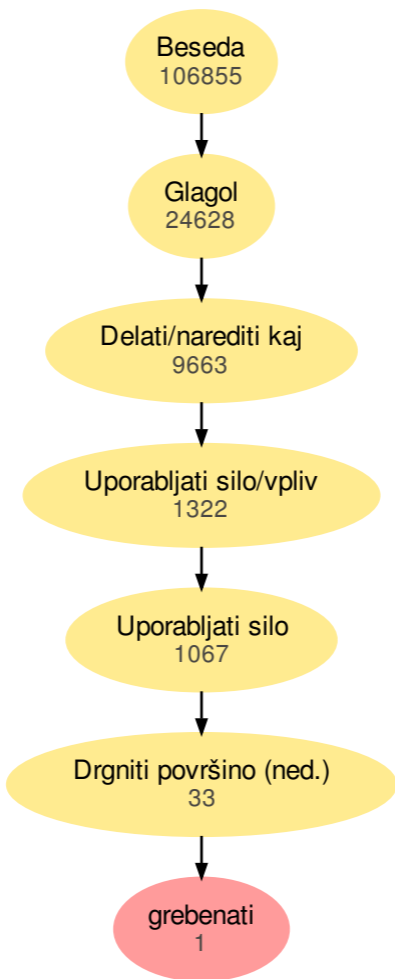 Beseda
106855
Glagol
24628
Delati/narediti kaj
9663
Uporabljati silo/vpliv
1322
Uporabljati silo
1067
Drgniti površino (ned.)
33
grebenati
1